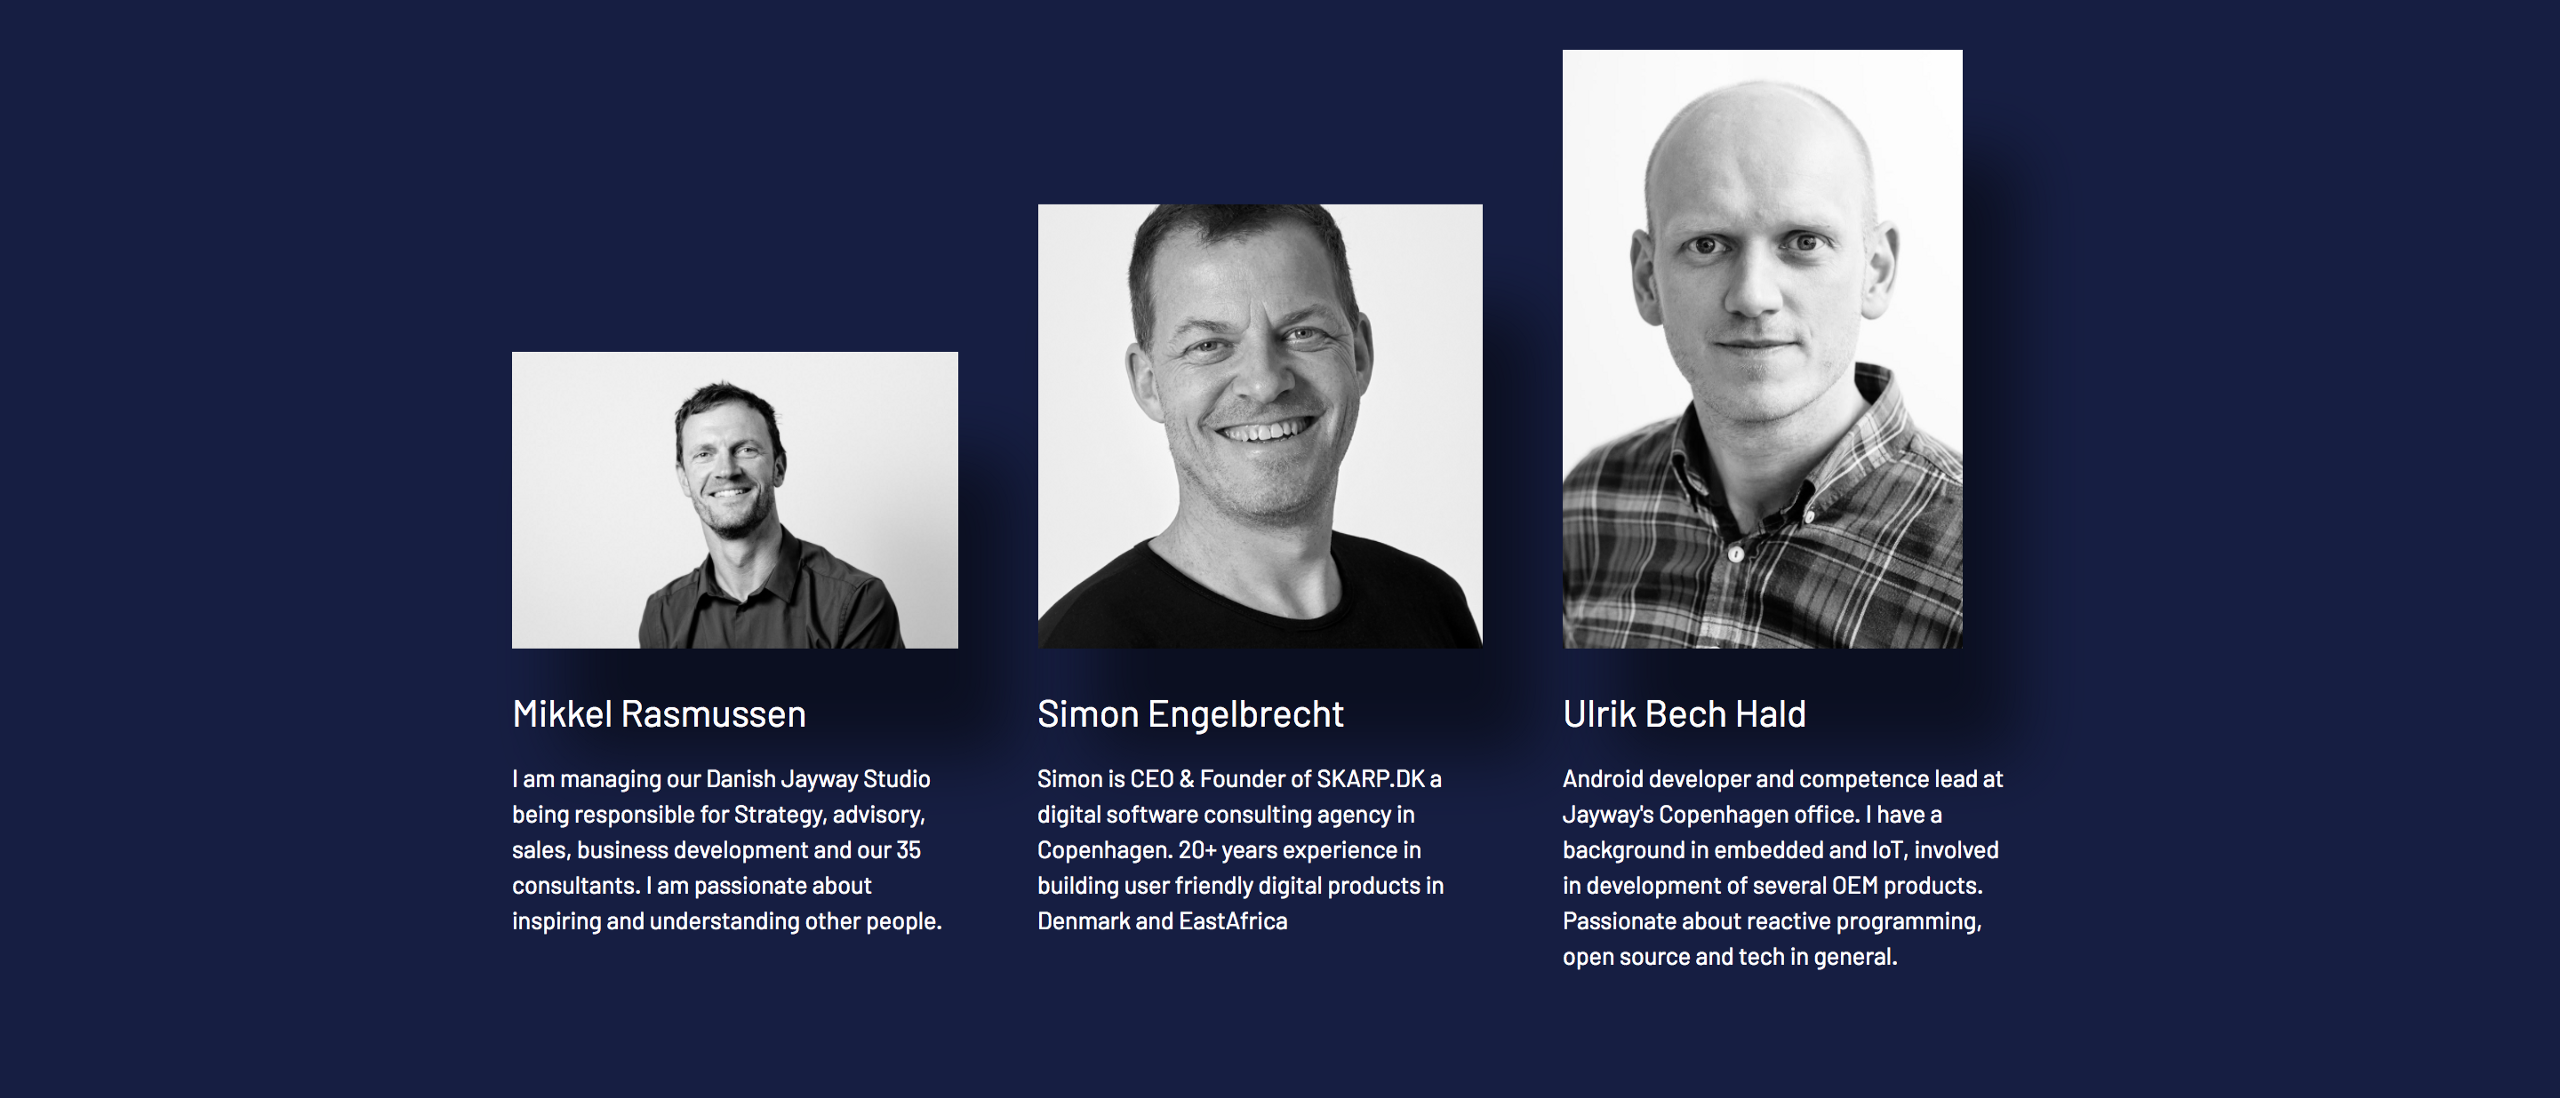 Mikkel Rasmussen
I am managing our Danish Jayway Studio
being responsible for Strategy, advisory,
sales, business development and our 35
consultants. I am passionate about
inspiring and understanding other people.
Simon Engelbrecht
Simon is CEO & Founder of SKARP.DK a
digital software consulting agency in
Copenhagen. 20+ years experience in
building user friendly digital products in
Denmark and EastAfrica
Ulrik Bech Hald
Android developer and competence lead at
Jayway's Copenhagen office. I have a
background in embedded and IoT, involved
in development of several OEM products.
Passionate about reactive programming,
open source and tech in general.